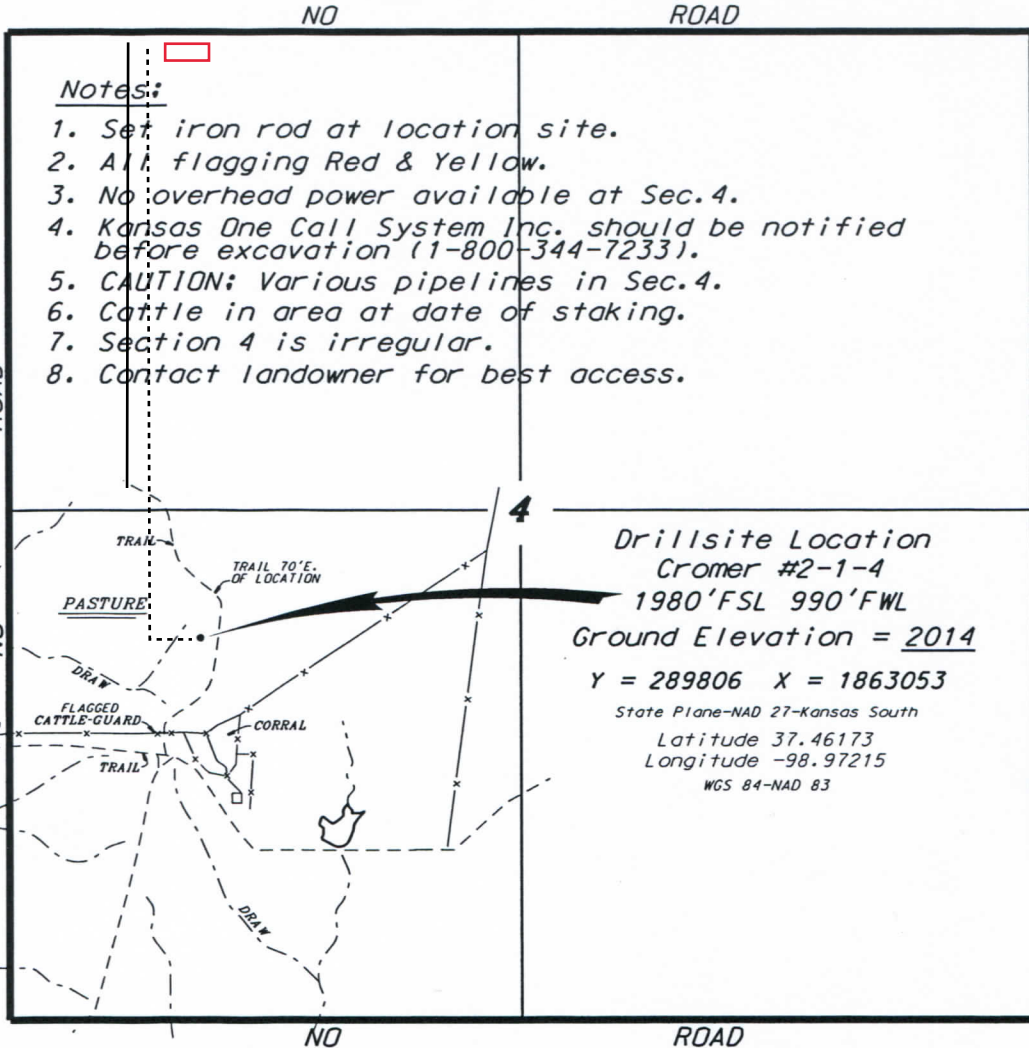 NO ROAD
Notes:
1. Set iron rod at location site.
2. All flagging Red & Yellow.
3. No overhead power available at Sec.4.
4. Kansas One Call System Inc. should be notified
before excavation (1-800-344-7233).
5. CAUTION: Various pipelines in Sec.4.
6. Cattle in area at date of staking.
7. Section 4 is irregular.
8. Contact landowner for best access.
4
TRAIL
TRAIL 70'E.
OF LOCATION
PASTURE
DRAW
FLAGGED
CATTLE-GUARD
CORRAL
TRAIL
DRAW
Drillsite Location
Cromer #2-1-4
1980'FSL 990'FWL
Ground Elevation = 2014
Y = 289806 X = 1863053
State Plane-NAD 27-Kansas South
Latitude 37.46173
Longitude -98.97215
WGS 84-NAD 83
NO ROAD